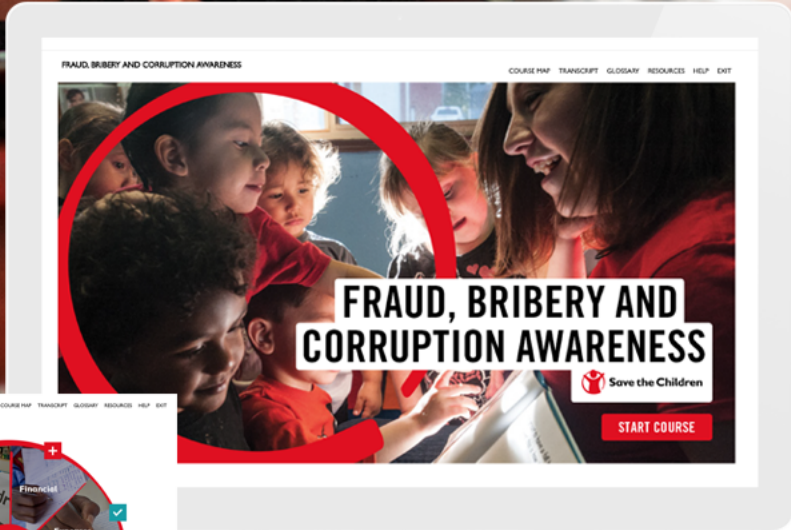 FRAUD, BRIBERY AND CORRUPTION AWARENESS
COURSE MAP TRANSCRIPT GLOSSARY RESOURCES HELP EXIT
FRAUD, BRIBERY AND
CORRUPTION AWARENESS
Save the Children
START COURSE
COURSE MAP TRANSCRIPT GLOSSARY RESOURCES HELP EXIT
Financial